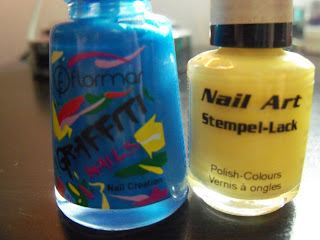 flormar
GRAFFITI
NAILS
Nail Creation
Nail Art
Stempel-Lack
Polish-Colours
Vernis à ongles